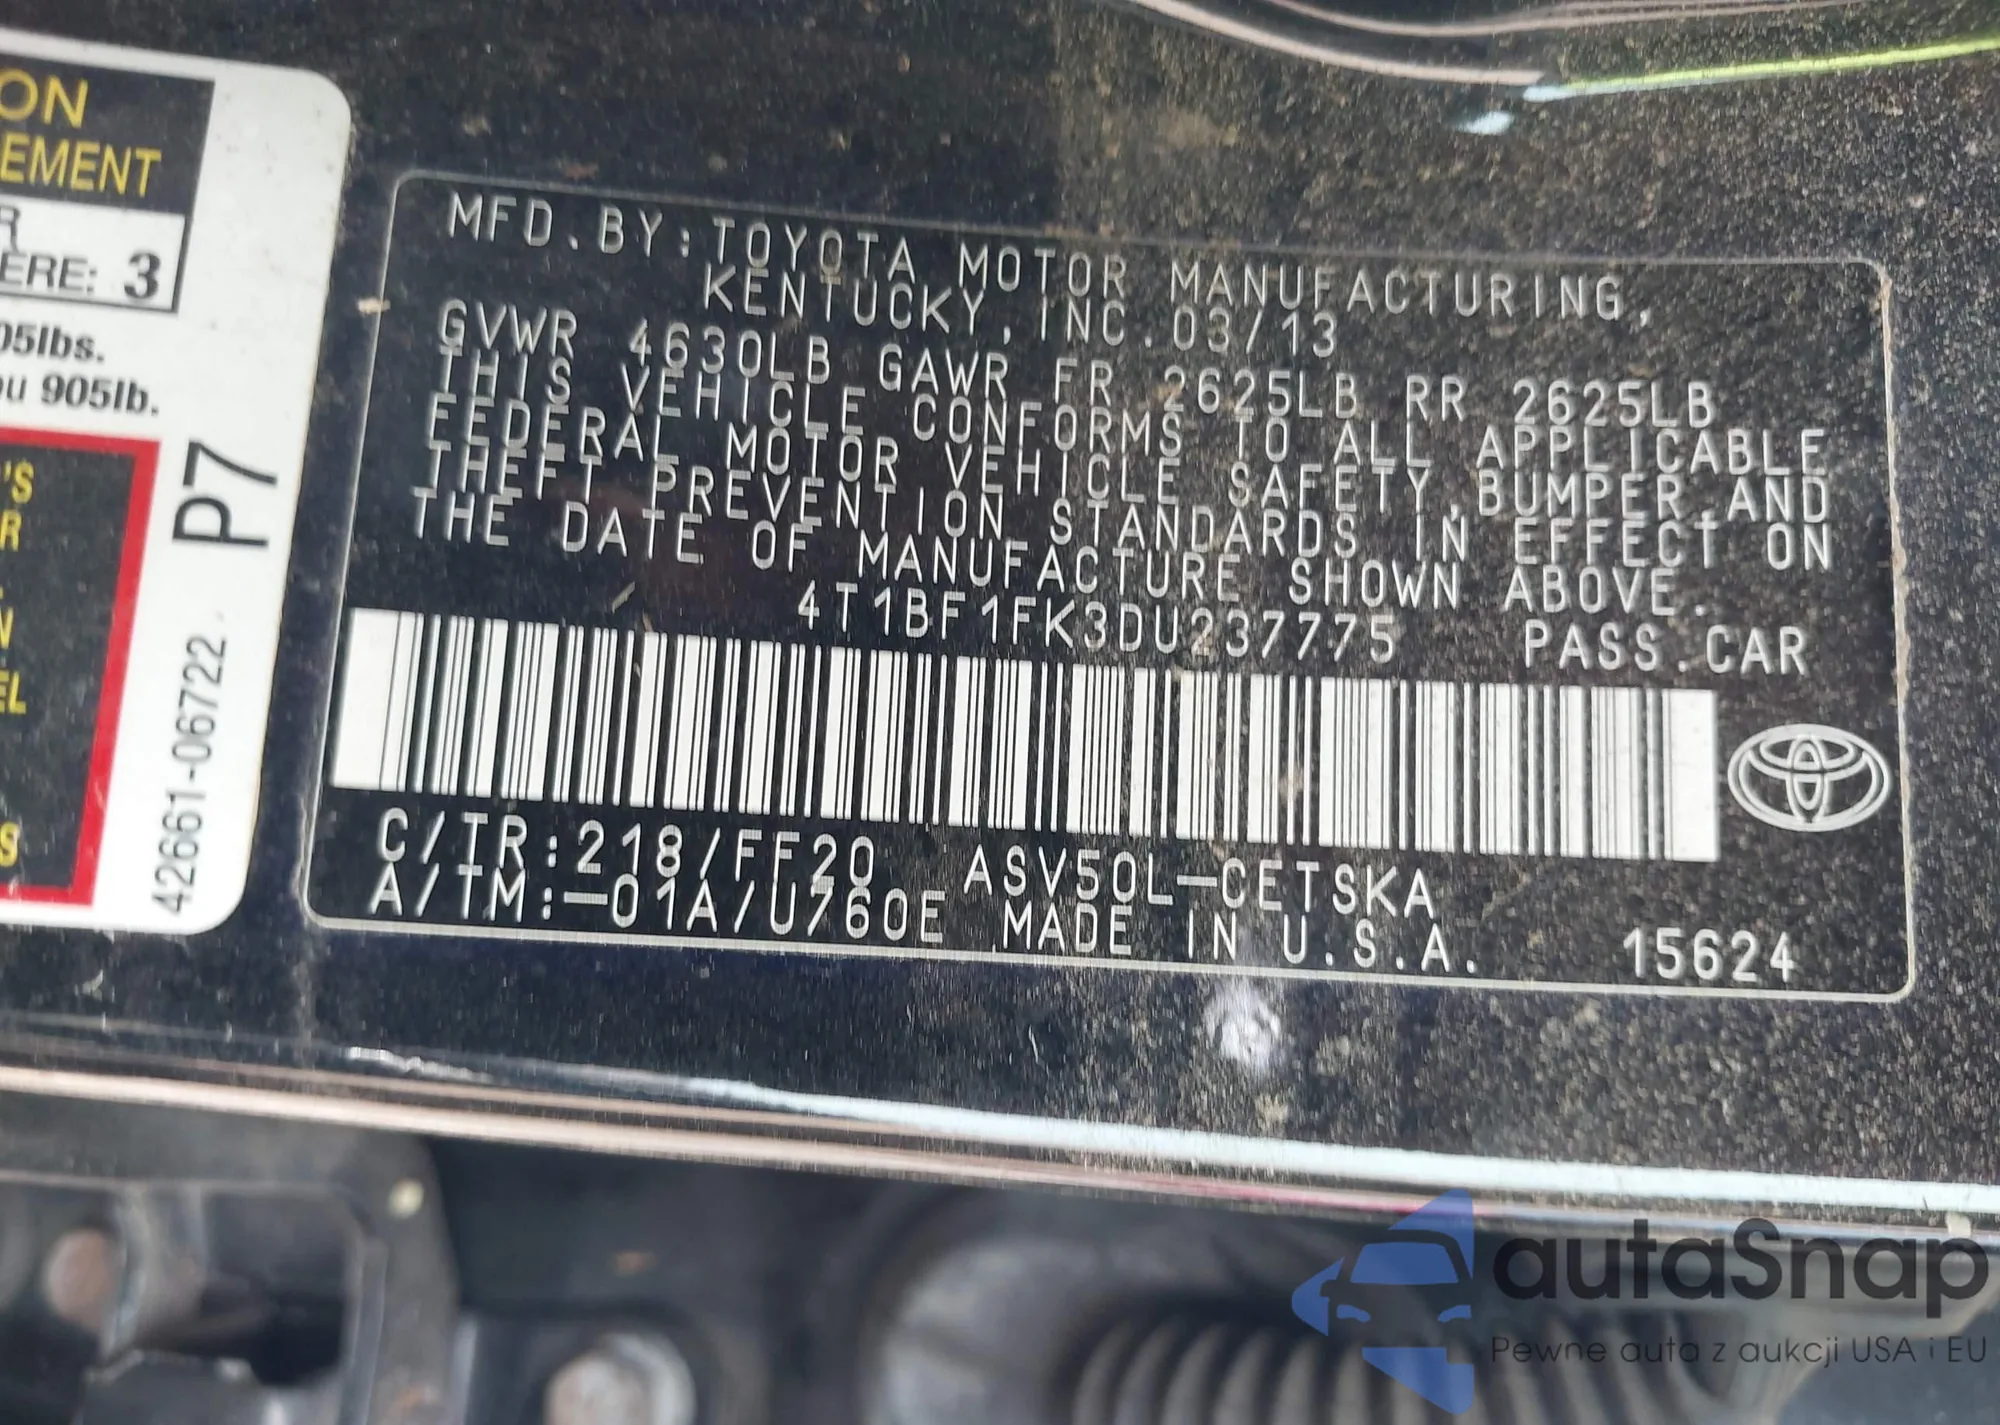 ON
EMENT
R
ERE: 3
05lbs.
ou 905lb.
'S
R
N
EL
S
42661-06722
P7
MFD.BY:TOYOTA MOTOR MANUFACTURING,
KENTUCKY,INC.03/13
GVWR 4630LB GAWR FR 2625LB RR 2625LB
THIS VEHICLE CONFORMS TO ALL APPLICABLE
FEDERAL MOTOR VEHICLE SAFETY,BUMPER,AND
THEFT PREVENTION STANDARDS IN EFFECT ON
THE DATE OF MANUFACTURE SHOWN ABOVE.
4T1BF1FK3DU237775 PASS.CAR
C/TR:218/FF20 ASV50L-CETSKA
A/TM:-01A/U760E MADE IN U.S.A. 15624
autaSnap
Pewne auta z aukcji USA i EU